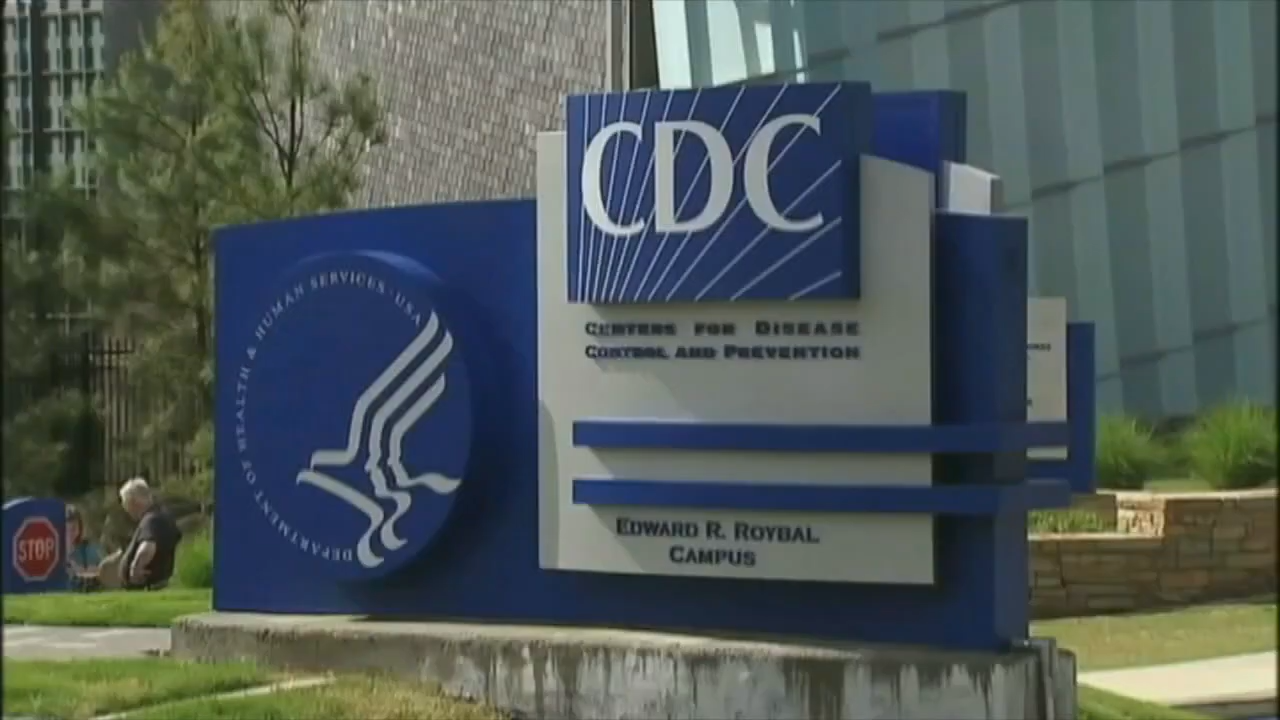 CDC
CENTERS FOR DISEASE
CONTROL AND PREVENTION
EDWARD R. ROYBAL
CAMPUS
DEPARTMENT OF HEALTH & HUMAN SERVICES · USA
STOP